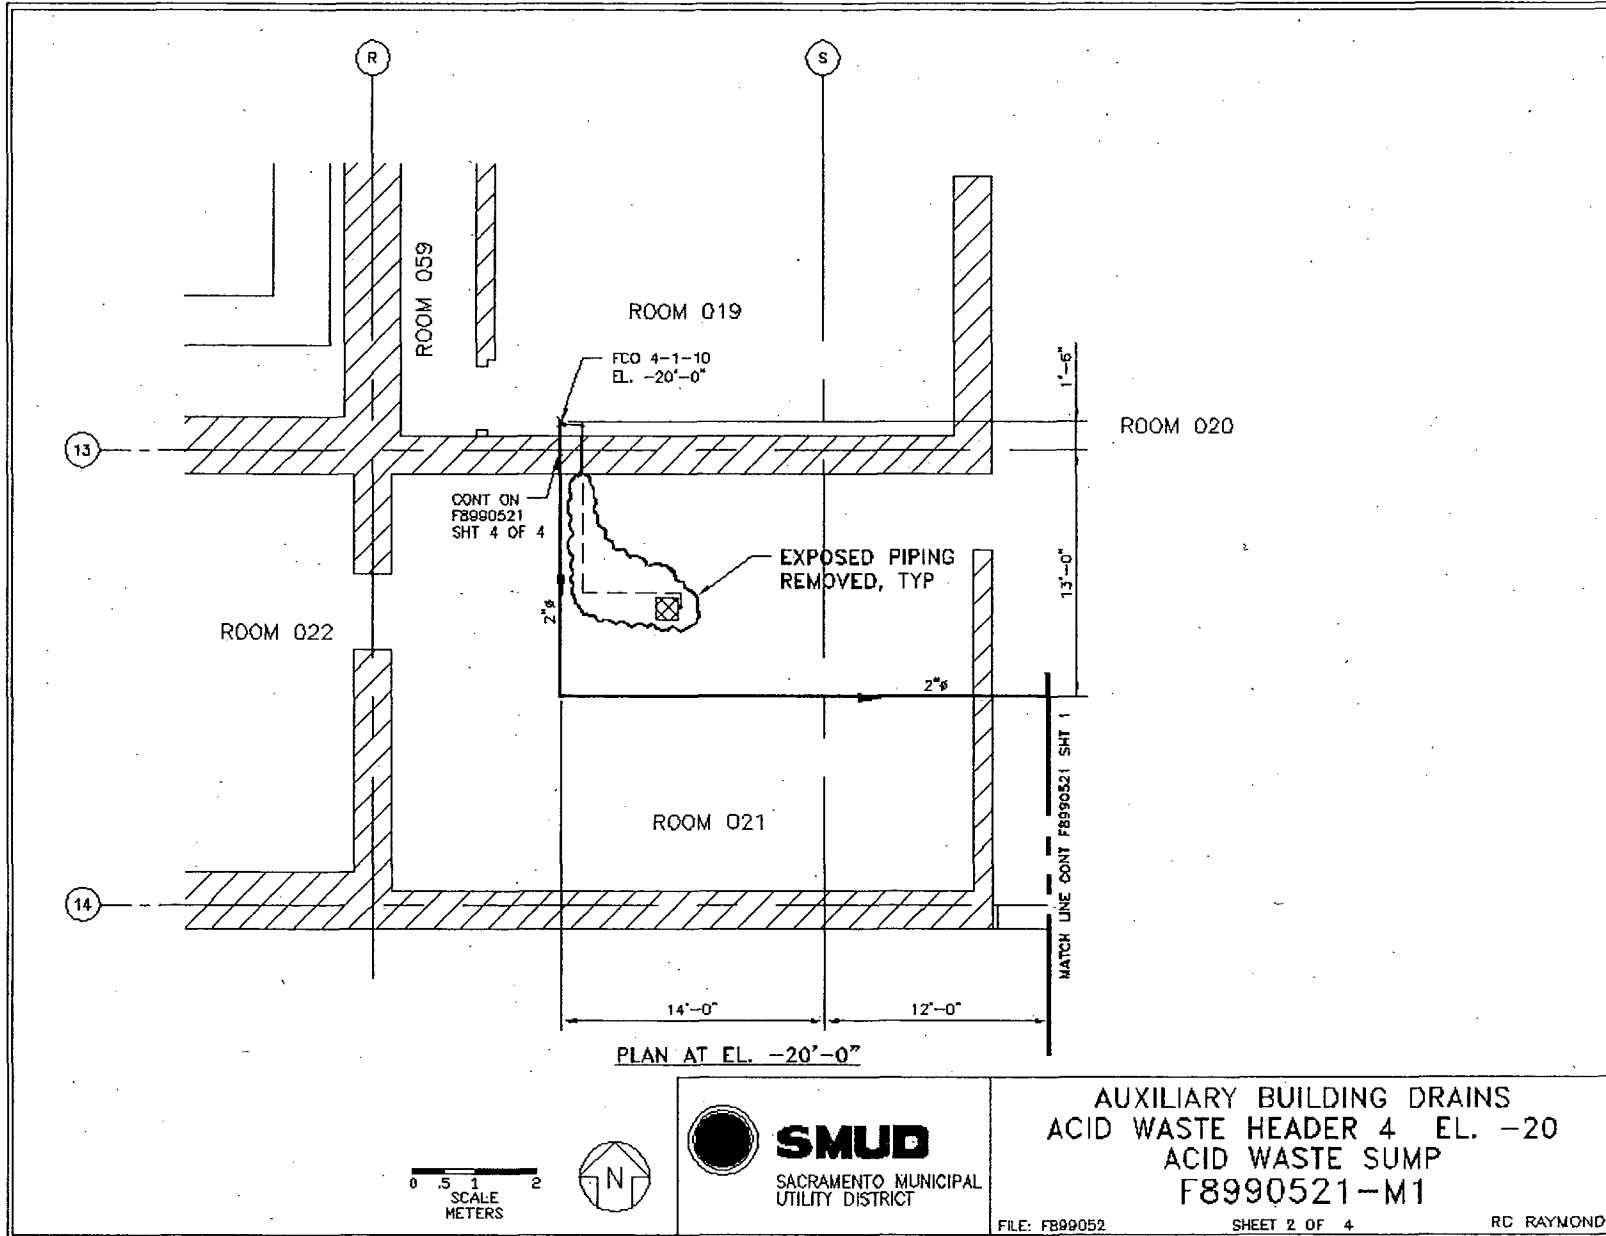 R
S
ROOM 059
ROOM 019
FCO 4-1-10
EL. -20'-0"
1'-6"
ROOM 020
13
CONT ON
F8990521
SHT 4 OF 4
EXPOSED PIPING
REMOVED, TYP
13'-0"
2"ø
ROOM 022
2"ø
MATCH LINE CONT F8990521 SHT 1
ROOM 021
14
14'-0"
12'-0"
PLAN AT EL. -20'-0"
0 .5 1 2
SCALE
METERS
N
SMUD
SACRAMENTO MUNICIPAL
UTILITY DISTRICT
AUXILIARY BUILDING DRAINS
ACID WASTE HEADER 4 EL. -20
ACID WASTE SUMP
F8990521-M1
FILE: F899052
SHEET 2 OF 4
RC RAYMOND